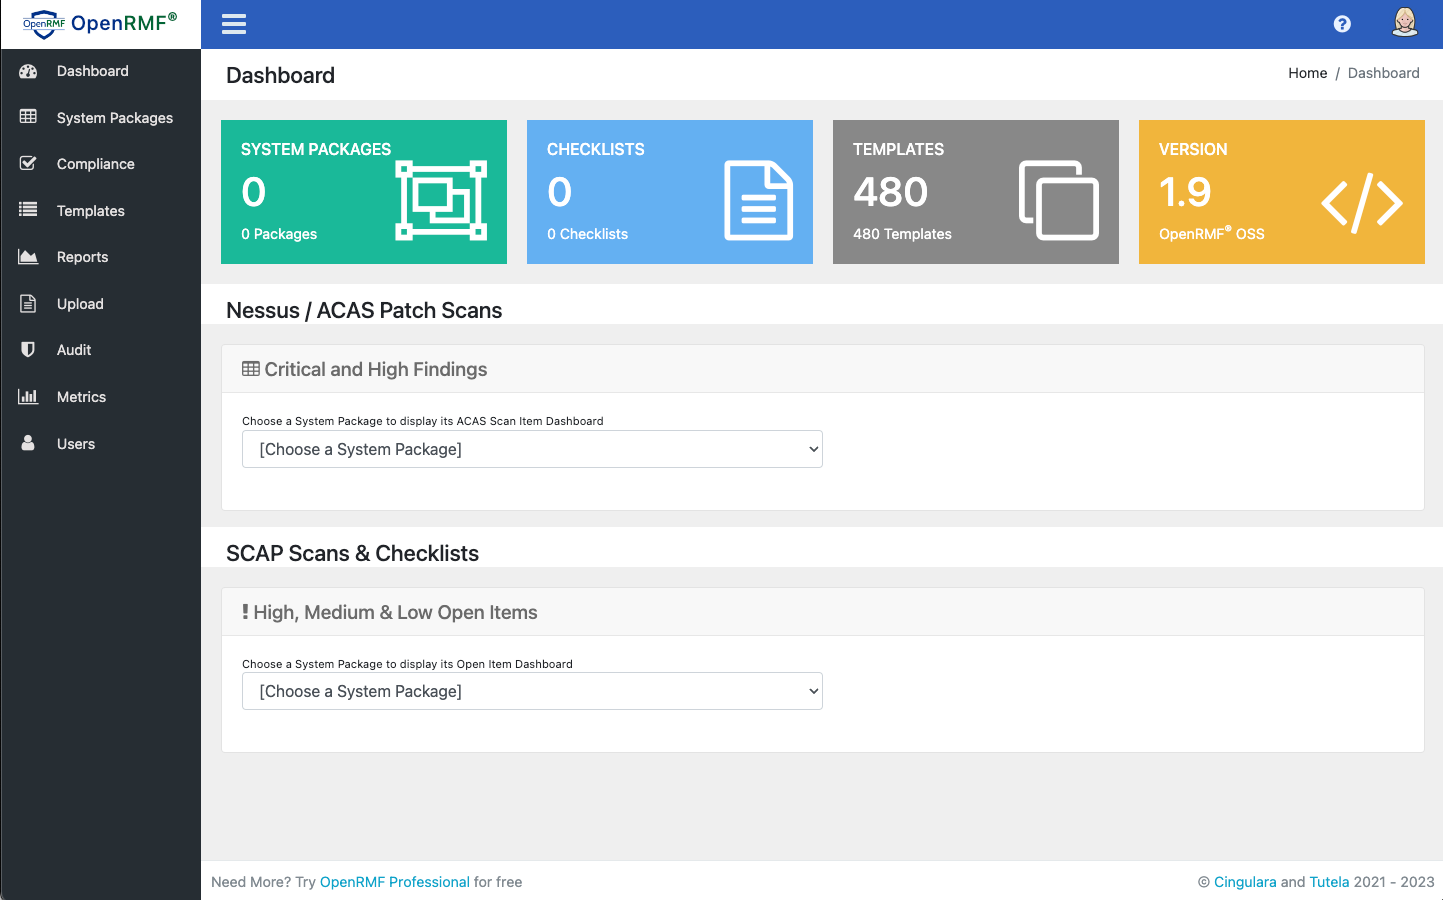 OpenRMF OpenRMF®
Dashboard
System Packages
Compliance
Templates
Reports
Upload
Audit
Metrics
Users
Dashboard
Home / Dashboard
SYSTEM PACKAGES
0
0 Packages
CHECKLISTS
0
0 Checklists
TEMPLATES
480
480 Templates
VERSION
1.9
OpenRMF® OSS
Nessus / ACAS Patch Scans
Critical and High Findings
Choose a System Package to display its ACAS Scan Item Dashboard
[Choose a System Package]
SCAP Scans & Checklists
High, Medium & Low Open Items
Choose a System Package to display its Open Item Dashboard
[Choose a System Package]
Need More? Try OpenRMF Professional for free
© Cingulara and Tutela 2021 - 2023